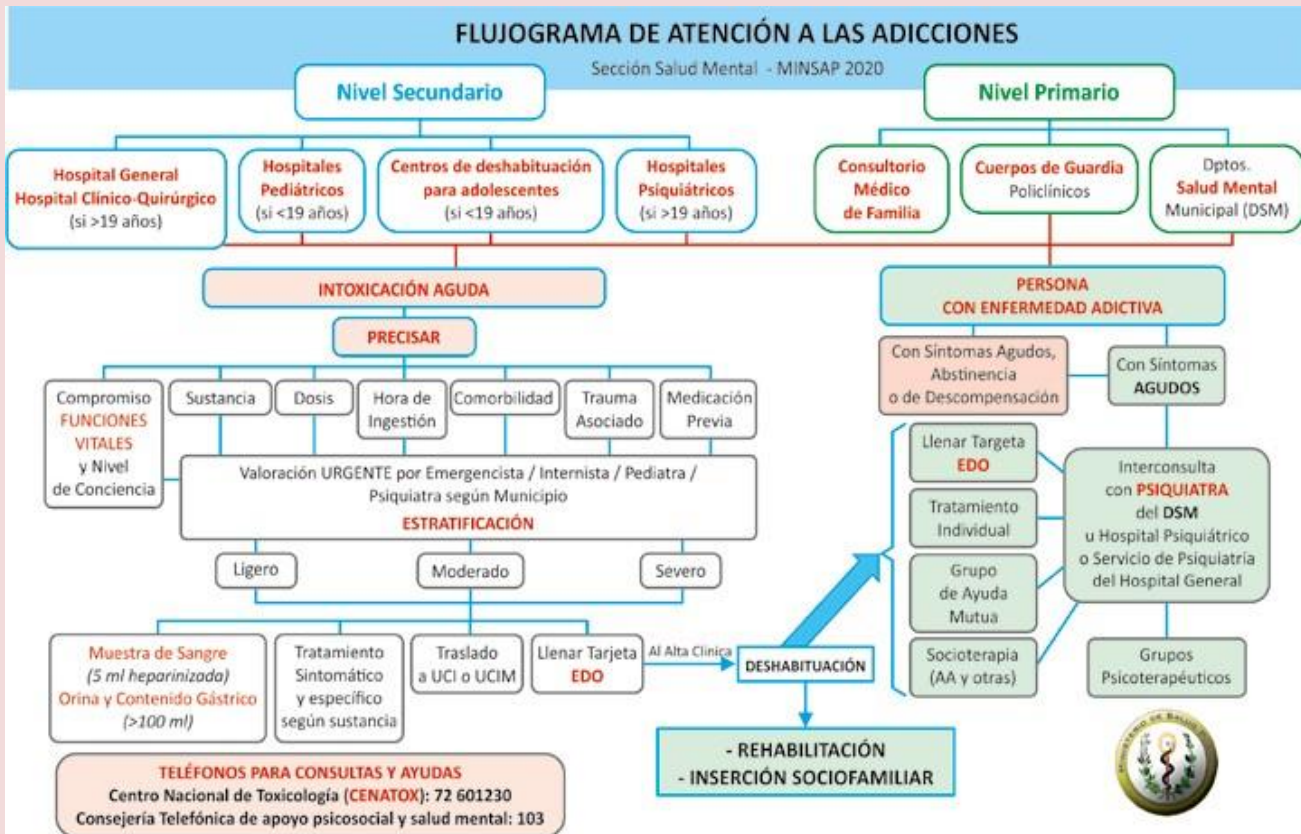 FLUJOGRAMA DE ATENCIÓN A LAS ADICCIONES
Sección Salud Mental - MINSAP 2020
Nivel Secundario
Nivel Primario
Hospital General
Hospital Clínico-Quirúrgico
(si >19 años)
Hospitales
Pediátricos
(si <19 años)
Centros de deshabituación
para adolescentes
(si <19 años)
Hospitales
Psiquiátricos
(si >19 años)
Consultorio
Médico
de Familia
Cuerpos de Guardia
Policlínicos
Dptos.
Salud Mental
Municipal (DSM)
INTOXICACIÓN AGUDA
PRECISAR
Compromiso
FUNCIONES
VITALES
y Nivel
de Conciencia
Sustancia
Dosis
Hora de
Ingestión
Comorbilidad
Trauma
Asociado
Medicación
Previa
Valoración URGENTE por Emergencista / Internista / Pediatra /
Psiquiatra según Municipio
ESTRATIFICACIÓN
Ligero
Moderado
Severo
Muestra de Sangre
(5 ml heparinizada)
Orina y Contenido Gástrico
(>100 ml)
Tratamiento
Sintomático
y específico
según sustancia
Traslado
a UCI o UCIM
Llenar Tarjeta
EDO
Al Alta Clínica
DESHABITUACIÓN
- REHABILITACIÓN
- INSERCIÓN SOCIOFAMILIAR
PERSONA
CON ENFERMEDAD ADICTIVA
Con Síntomas Agudos,
Abstinencia
o de Descompensación
Con Síntomas
AGUDOS
Llenar Targeta
EDO
Tratamiento
Individual
Grupo
de Ayuda
Mutua
Socioterapia
(AA y otras)
Interconsulta
con PSIQUIATRA
del DSM
u Hospital Psiquiátrico
o Servicio de Psiquiatría
del Hospital General
Grupos
Psicoterapéuticos
TELÉFONOS PARA CONSULTAS Y AYUDAS
Centro Nacional de Toxicología (CENATOX): 72 601230
Consejería Telefónica de apoyo psicosocial y salud mental: 103
MINISTERIO DE SALUD